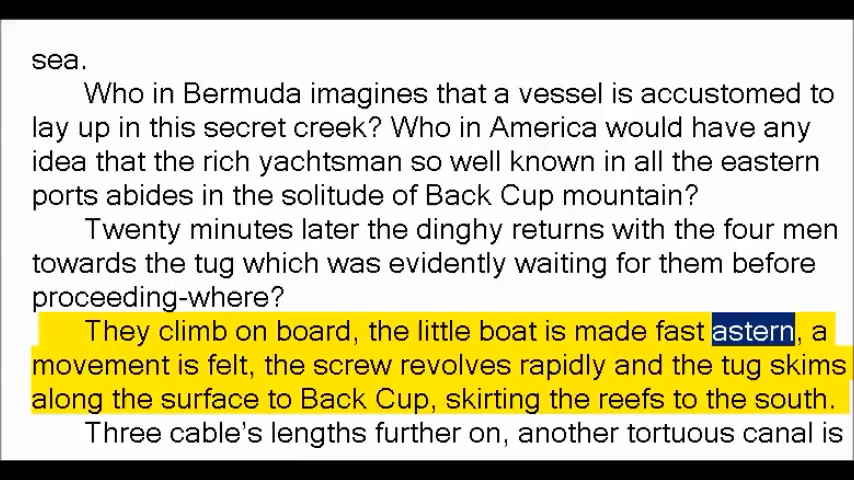 sea.
Who in Bermuda imagines that a vessel is accustomed to
lay up in this secret creek? Who in America would have any
idea that the rich yachtsman so well known in all the eastern
ports abides in the solitude of Back Cup mountain?
Twenty minutes later the dinghy returns with the four men
towards the tug which was evidently waiting for them before
proceeding-where?
They climb on board, the little boat is made fast astern, a
movement is felt, the screw revolves rapidly and the tug skims
along the surface to Back Cup, skirting the reefs to the south.
Three cable’s lengths further on, another tortuous canal is